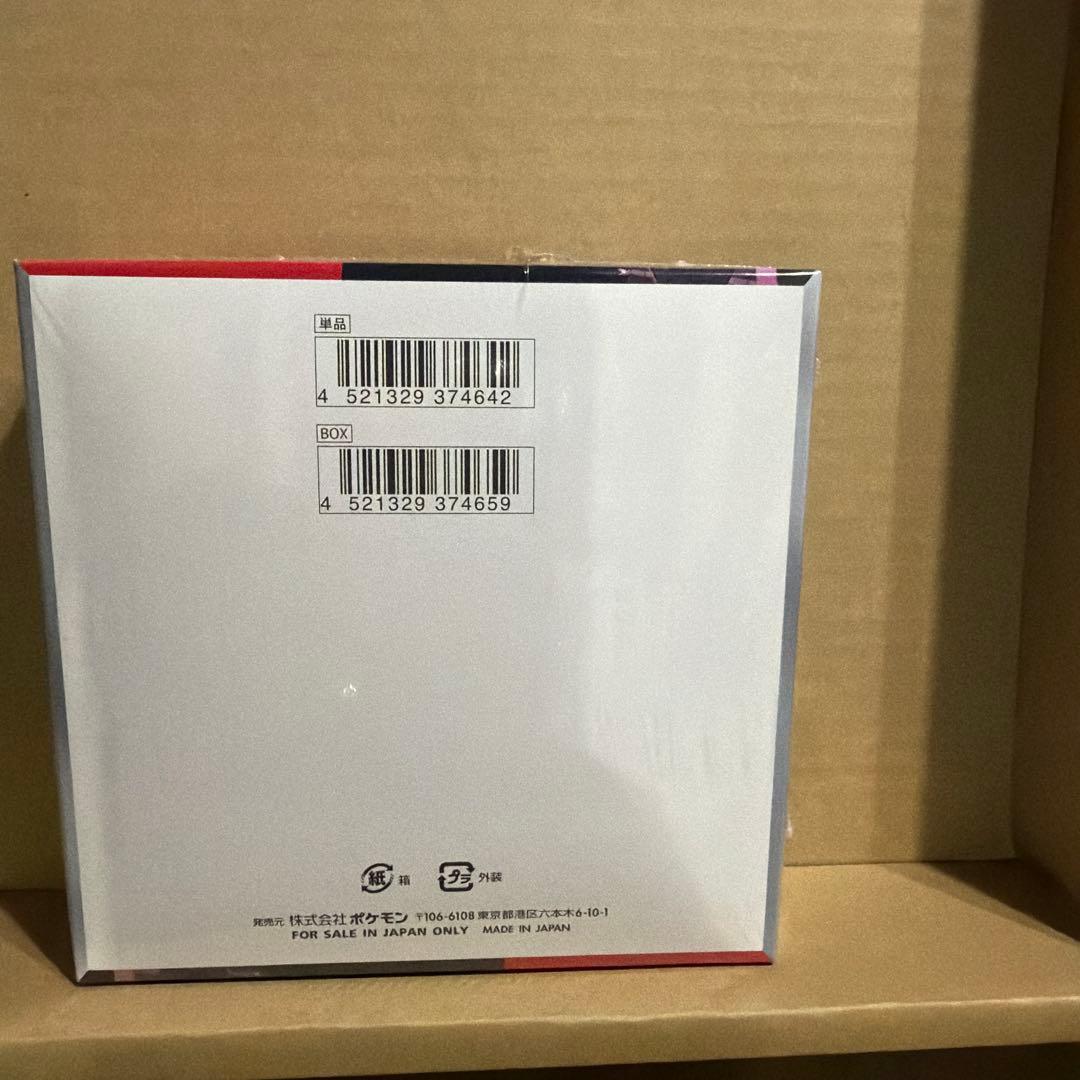 単品
4 521329 374642
BOX
4 521329 374659
紙 箱 プラ 外装
発売元 株式会社 ポケモン 〒106-6108 東京都港区六本木6-10-1
FOR SALE IN JAPAN ONLY MADE IN JAPAN